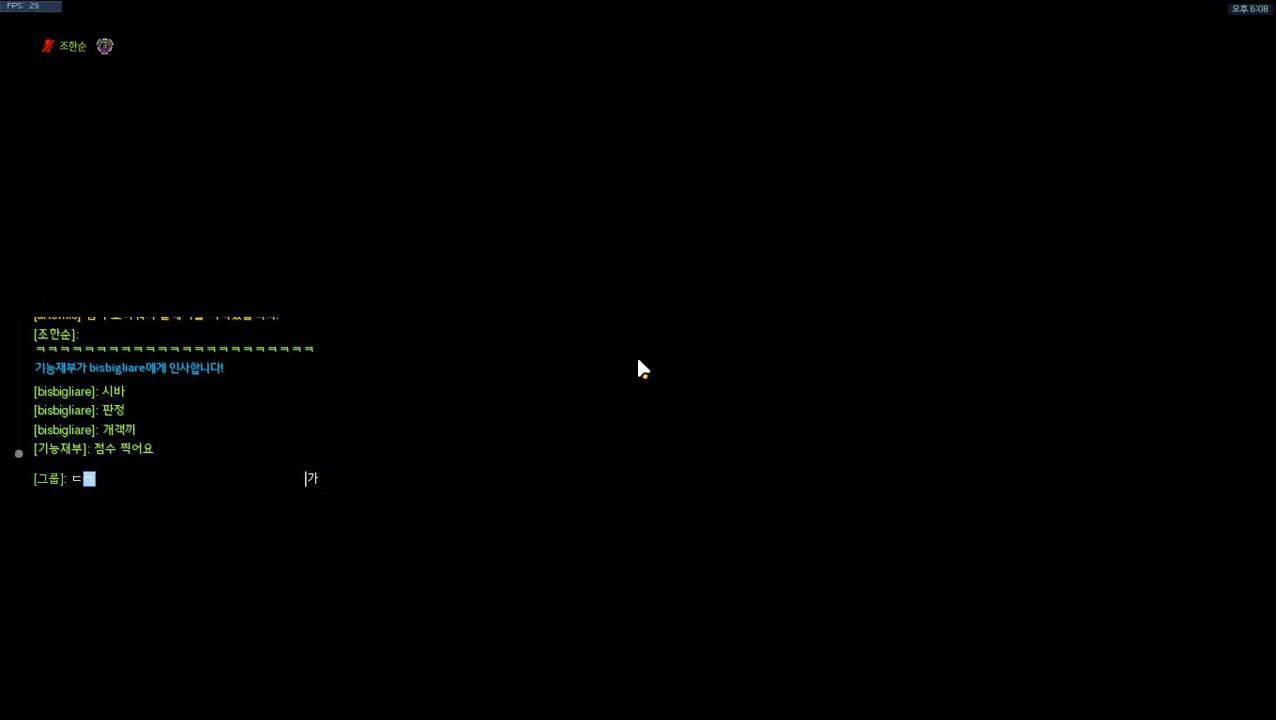 FPS: 29
오후 6:08
조한순
[조한순]:
ㅋㅋㅋㅋㅋㅋㅋㅋㅋㅋㅋㅋㅋㅋㅋㅋㅋㅋㅋㅋㅋㅋㅋ
기능재부가 bisbigliare에게 인사합니다!
[bisbigliare]: 시바
[bisbigliare]: 판정
[bisbigliare]: 개객끼
[기능재부]: 점수 찍어요
[그룹]: ㄷ
가